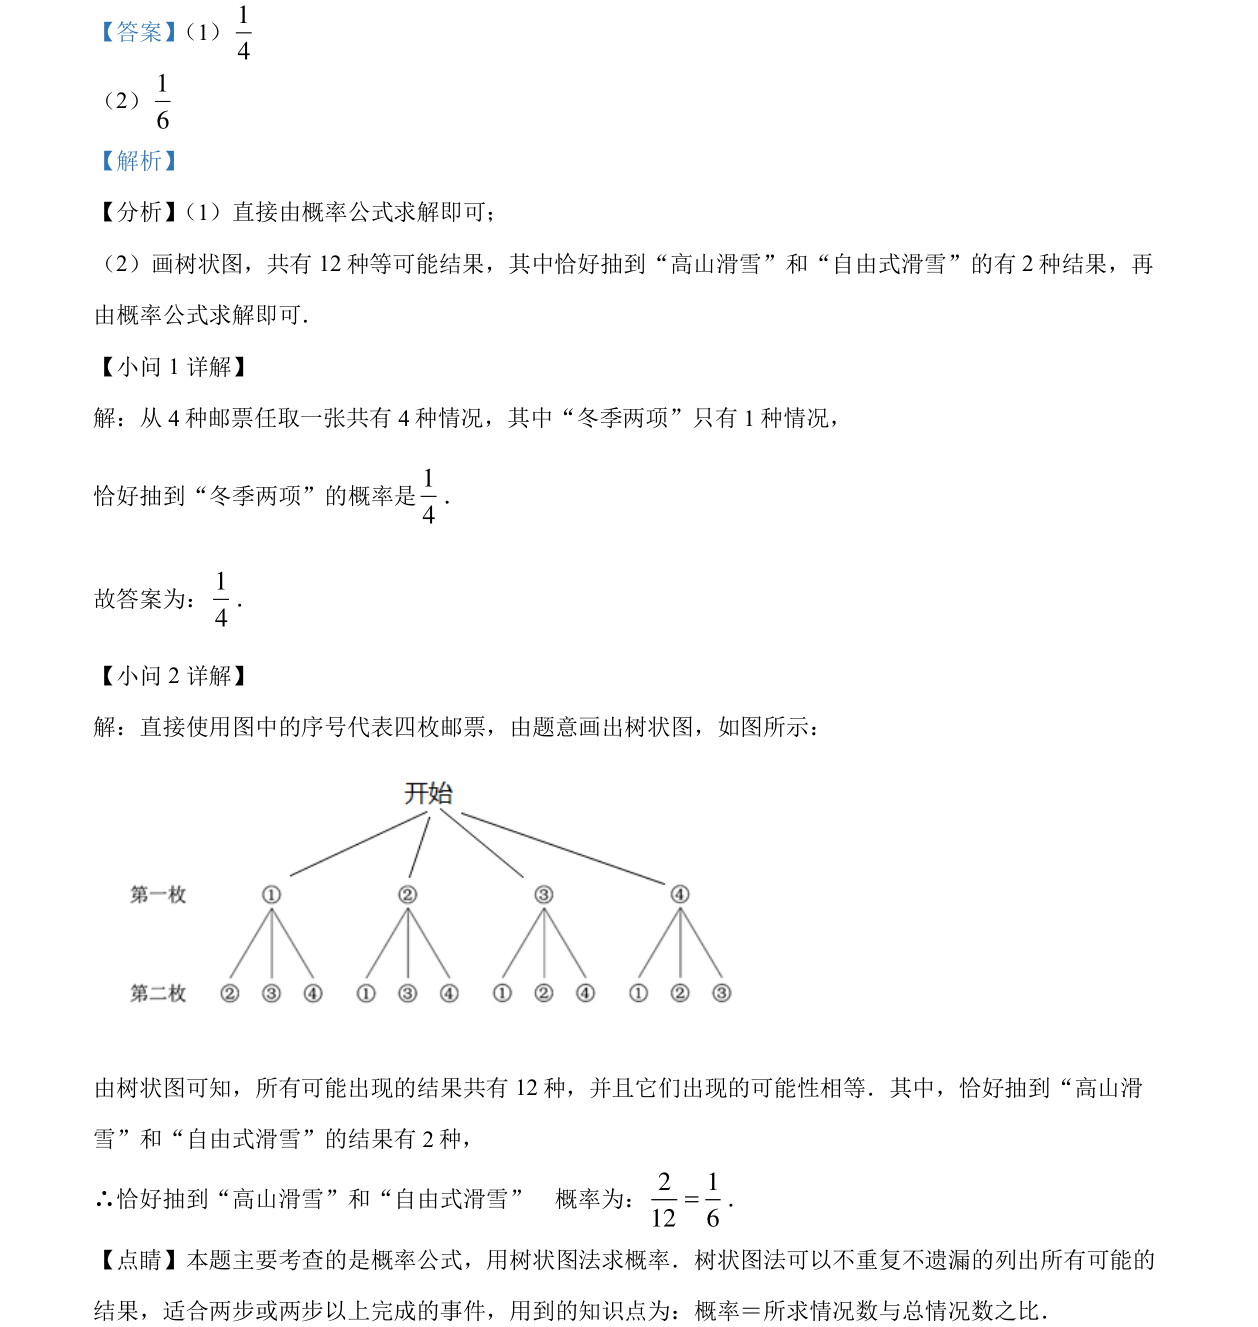 【答案】（1）1/4
（2）1/6
【解析】
【分析】（1）直接由概率公式求解即可；
（2）画树状图，共有 12 种等可能结果，其中恰好抽到“高山滑雪”和“自由式滑雪”的有 2 种结果，再
由概率公式求解即可．
【小问 1 详解】
解：从 4 种邮票任取一张共有 4 种情况，其中“冬季两项”只有 1 种情况，
恰好抽到“冬季两项”的概率是 1/4．
故答案为：1/4．
【小问 2 详解】
解：直接使用图中的序号代表四枚邮票，由题意画出树状图，如图所示：
开始
第一枚 ① ② ③ ④
第二枚 ② ③ ④ ① ③ ④ ① ② ④ ① ② ③
由树状图可知，所有可能出现的结果共有 12 种，并且它们出现的可能性相等．其中，恰好抽到“高山滑
雪”和“自由式滑雪”的结果有 2 种，
∴恰好抽到“高山滑雪”和“自由式滑雪” 概率为：2/12＝1/6．
【点睛】本题主要考查的是概率公式，用树状图法求概率．树状图法可以不重复不遗漏的列出所有可能的
结果，适合两步或两步以上完成的事件，用到的知识点为：概率＝所求情况数与总情况数之比．